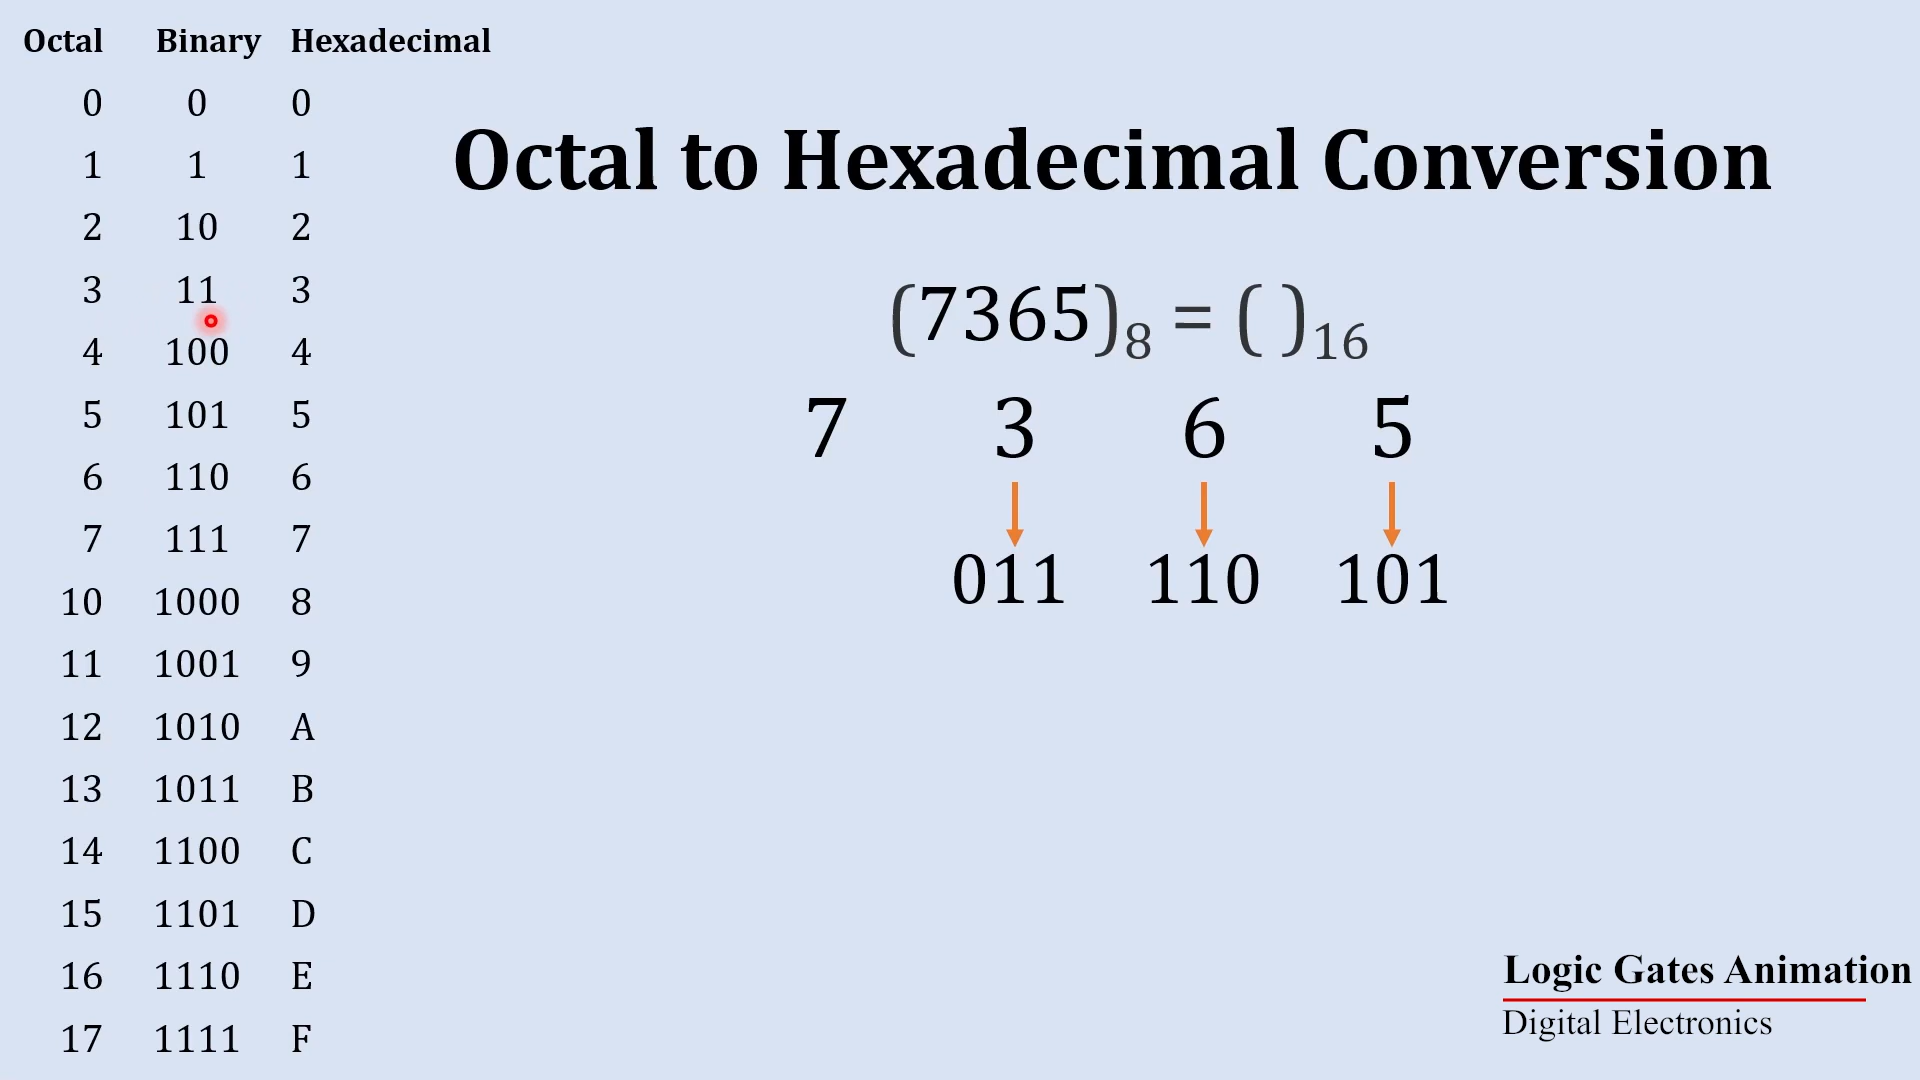 Octal Binary Hexadecimal
0 0 0
1 1 1
2 10 2
3 11 3
4 100 4
5 101 5
6 110 6
7 111 7
10 1000 8
11 1001 9
12 1010 A
13 1011 B
14 1100 C
15 1101 D
16 1110 E
17 1111 F
Octal to Hexadecimal Conversion
(7365)₈ = ( )₁₆
7 3 6 5
011 110 101
Logic Gates Animation
Digital Electronics